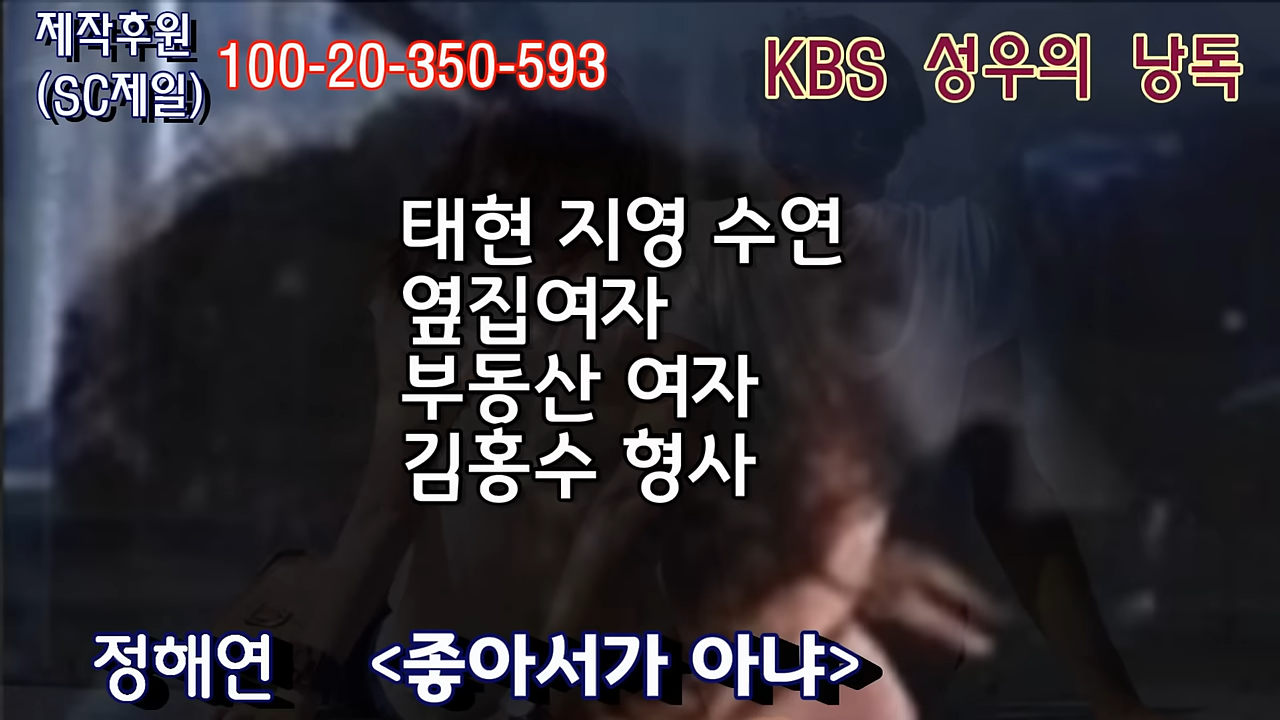 제작후원
(SC제일)
100-20-350-593
KBS 성우의 낭독
태현 지영 수연
옆집여자
부동산 여자
김홍수 형사
정해연 <좋아서가 아냐>